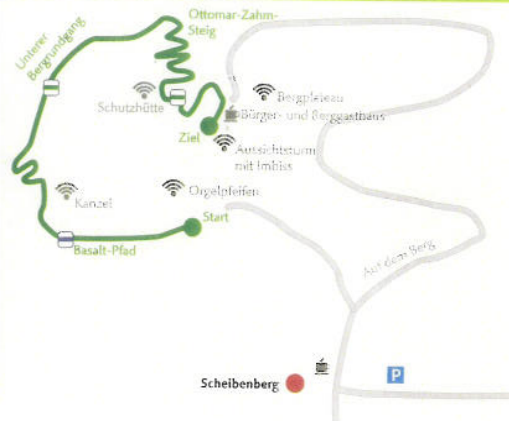 Ottomar-Zahm-
Steig
Unterer
Bergrundgang
Schutzhütte
Bergplateau
Bürger- und Berggasthaus
Ziel
Aussichtsturm
mit Imbiss
Kanzel
Orgelpfeifen
Start
Basalt-Pfad
Auf dem Berg
Scheibenberg
P